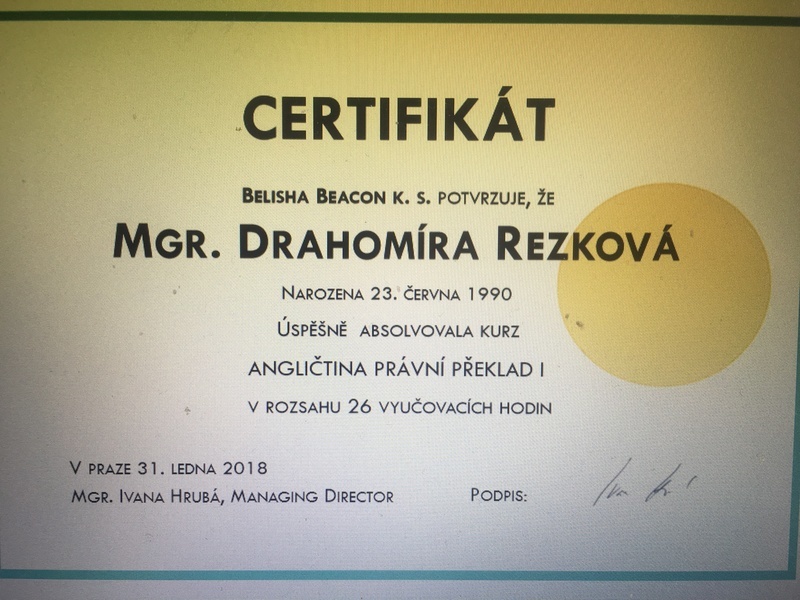 CERTIFIKÁT
BELISHA BEACON K. S. POTVRZUJE, ŽE
MGR. DRAHOMÍRA REZKOVÁ
NAROZENA 23. ČERVNA 1990
ÚSPĚŠNĚ ABSOLVOVALA KURZ
ANGLIČTINA PRÁVNÍ PŘEKLAD I
V ROZSAHU 26 VYUČOVACÍCH HODIN
V PRAZE 31. LEDNA 2018
MGR. IVANA HRUBÁ, MANAGING DIRECTOR
PODPIS: